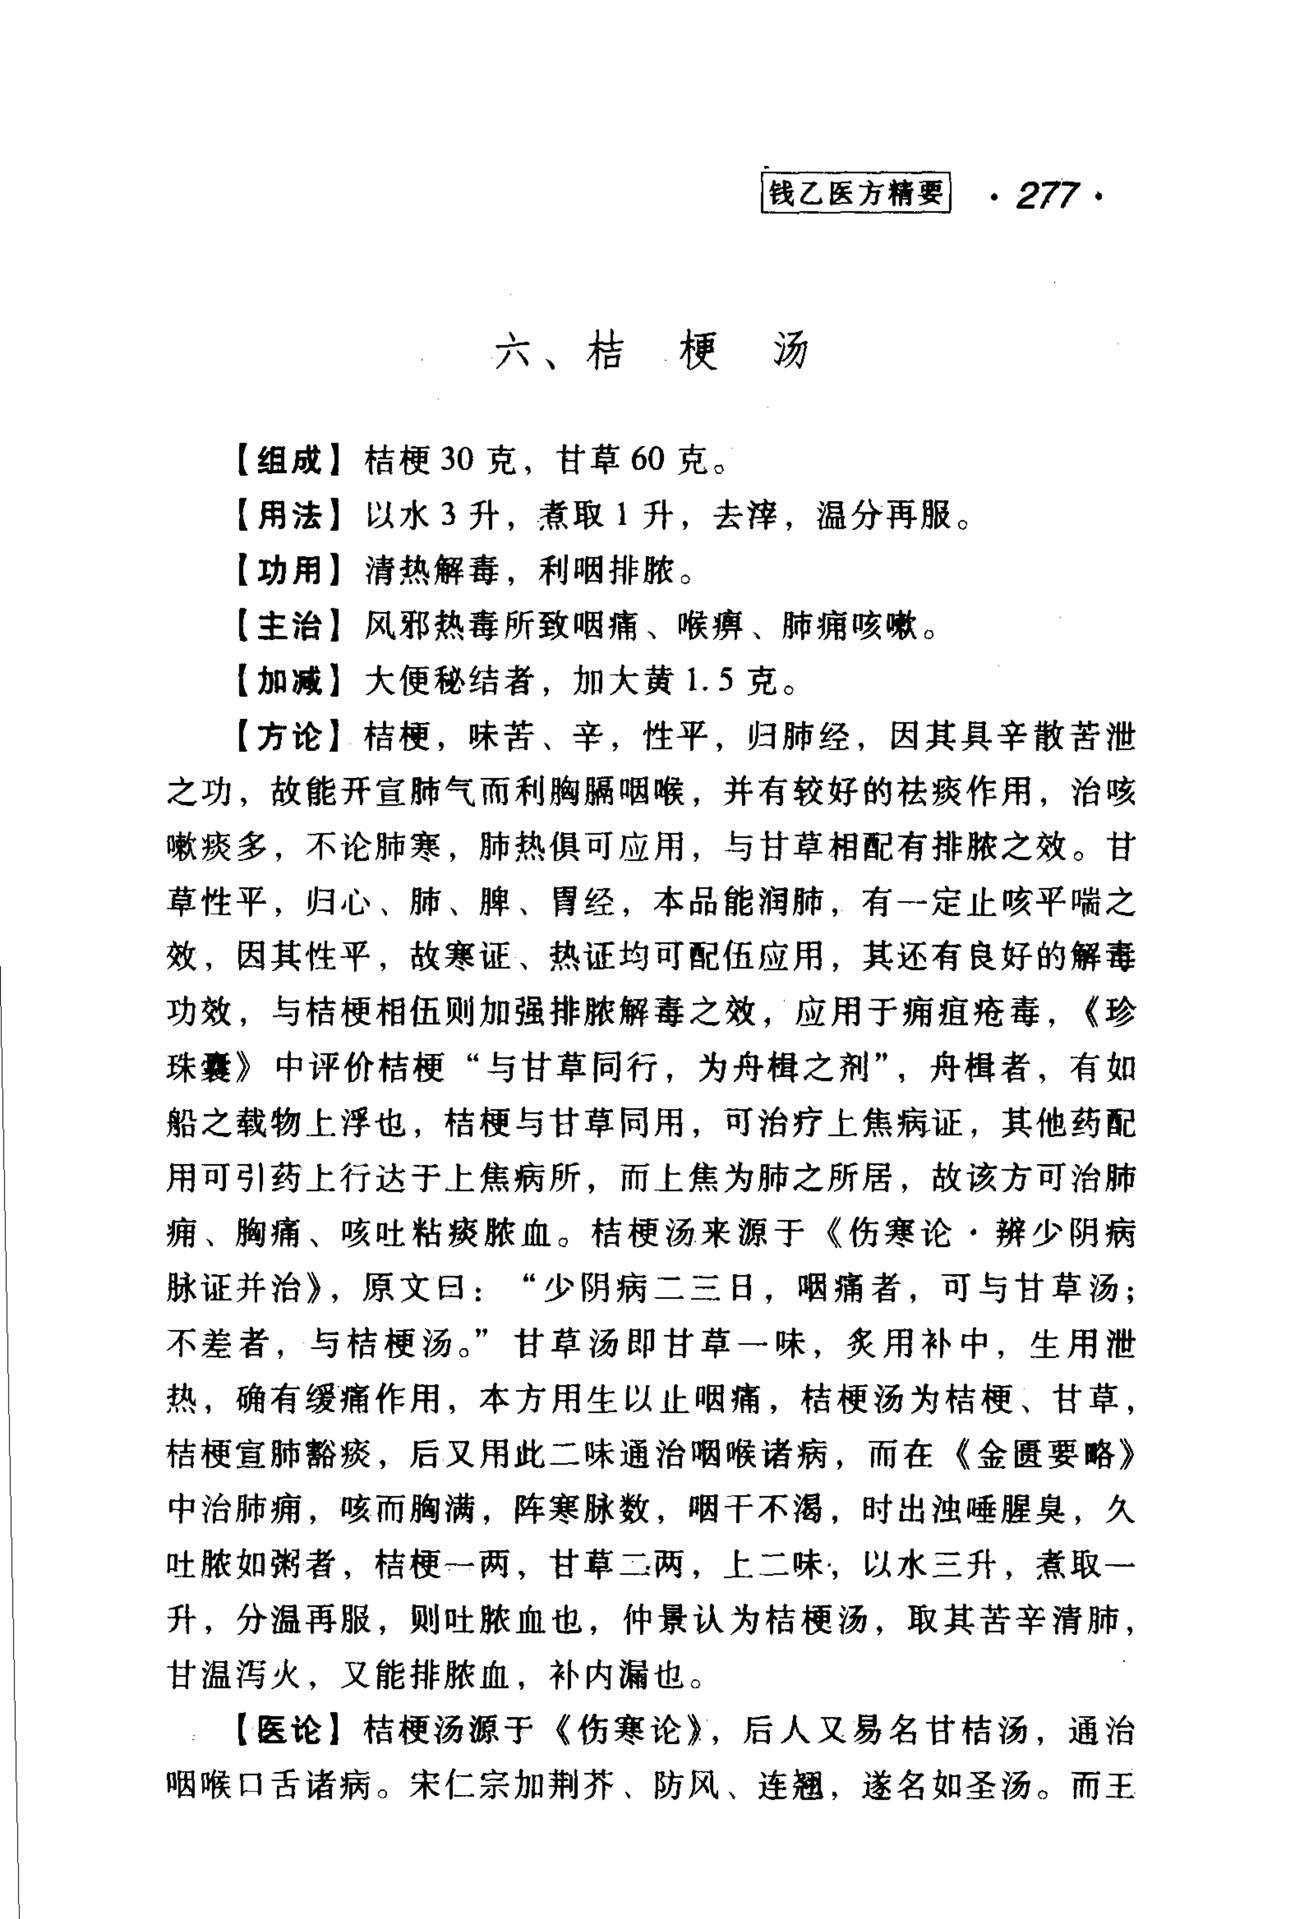 钱乙医方精要 ·277·
六、桔 梗 汤
【组成】桔梗30克，甘草60克。
【用法】以水3升，煮取1升，去滓，温分再服。
【功用】清热解毒，利咽排脓。
【主治】风邪热毒所致咽痛、喉痹、肺痈咳嗽。
【加减】大便秘结者，加大黄1.5克。
【方论】桔梗，味苦、辛，性平，归肺经，因其具辛散苦泄
之功，故能开宣肺气而利胸膈咽喉，并有较好的祛痰作用，治咳
嗽痰多，不论肺寒，肺热俱可应用，与甘草相配有排脓之效。甘
草性平，归心、肺、脾、胃经，本品能润肺，有一定止咳平喘之
效，因其性平，故寒证、热证均可配伍应用，其还有良好的解毒
功效，与桔梗相伍则加强排脓解毒之效，应用于痈疽疮毒，《珍
珠囊》中评价桔梗“与甘草同行，为舟楫之剂”，舟楫者，有如
船之载物上浮也，桔梗与甘草同用，可治疗上焦病证，其他药配
用可引药上行达于上焦病所，而上焦为肺之所居，故该方可治肺
痈、胸痛、咳吐粘痰脓血。桔梗汤来源于《伤寒论·辨少阴病
脉证并治》，原文曰：“少阴病二三日，咽痛者，可与甘草汤；
不差者，与桔梗汤。”甘草汤即甘草一味，炙用补中，生用泄
热，确有缓痛作用，本方用生以止咽痛，桔梗汤为桔梗、甘草，
桔梗宣肺豁痰，后又用此二味通治咽喉诸病，而在《金匮要略》
中治肺痈，咳而胸满，阵寒脉数，咽干不渴，时出浊唾腥臭，久
吐脓如粥者，桔梗一两，甘草二两，上二味，以水三升，煮取一
升，分温再服，则吐脓血也，仲景认为桔梗汤，取其苦辛清肺，
甘温泻火，又能排脓血，补内漏也。
【医论】桔梗汤源于《伤寒论》，后人又易名甘桔汤，通治
咽喉口舌诸病。宋仁宗加荆芥、防风、连翘，遂名如圣汤。而王